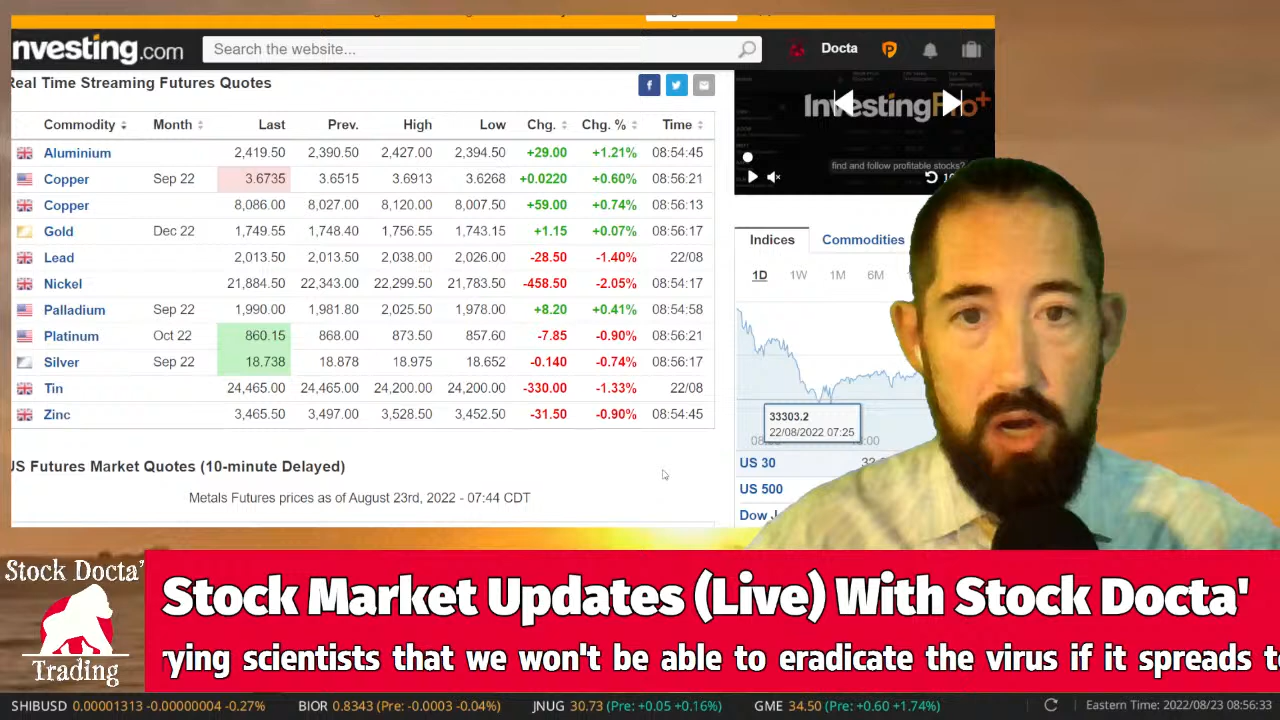 nvesting.com
Search the website...
Docta
P
Real Time Streaming Futures Quotes
Commodity Month Last Prev. High Low Chg. Chg. % Time
Aluminium 2,419.50 2,390.50 2,427.00 2,394.50 +29.00 +1.21% 08:54:45
Copper Sep 22 3.6735 3.6515 3.6913 3.6263 +0.0220 +0.60% 08:56:21
Copper 8,086.00 8,027.00 8,120.00 8,007.50 +59.00 +0.74% 08:56:13
Gold Dec 22 1,749.55 1,748.40 1,756.55 1,743.15 +1.15 +0.07% 08:56:17
Lead 2,013.50 2,013.50 2,038.00 2,026.00 -28.50 -1.40% 22/08
Nickel 21,884.50 22,343.00 22,299.50 21,783.50 -458.50 -2.05% 08:54:17
Palladium Sep 22 1,990.00 1,981.80 2,025.50 1,978.00 +8.20 +0.41% 08:54:58
Platinum Oct 22 860.15 868.00 873.50 857.60 -7.85 -0.90% 08:56:21
Silver Sep 22 18.738 18.878 18.975 18.652 -0.140 -0.74% 08:56:17
Tin 24,465.00 24,465.00 24,200.00 24,200.00 -330.00 -1.33% 22/08
Zinc 3,465.50 3,497.00 3,528.50 3,452.50 -31.50 -0.90% 08:54:45
US Futures Market Quotes (10-minute Delayed)
Metals Futures prices as of August 23rd, 2022 - 07:44 CDT
InvestingPro+
find and follow profitable stocks?
Indices Commodities
1D 1W 1M 6M
33303.2
22/08/2022 07:25
US 30
US 500
Dow J
Stock Docta'
Trading
Stock Market Updates (Live) With Stock Docta'
ying scientists that we won't be able to eradicate the virus if it spreads t
SHIBUSD 0.00001313 -0.00000004 -0.27% BIOR 0.8343 (Pre: -0.0003 -0.04%) JNUG 30.73 (Pre: +0.05 +0.16%) GME 34.50 (Pre: +0.60 +1.74%) Eastern Time: 2022/08/23 08:56:33